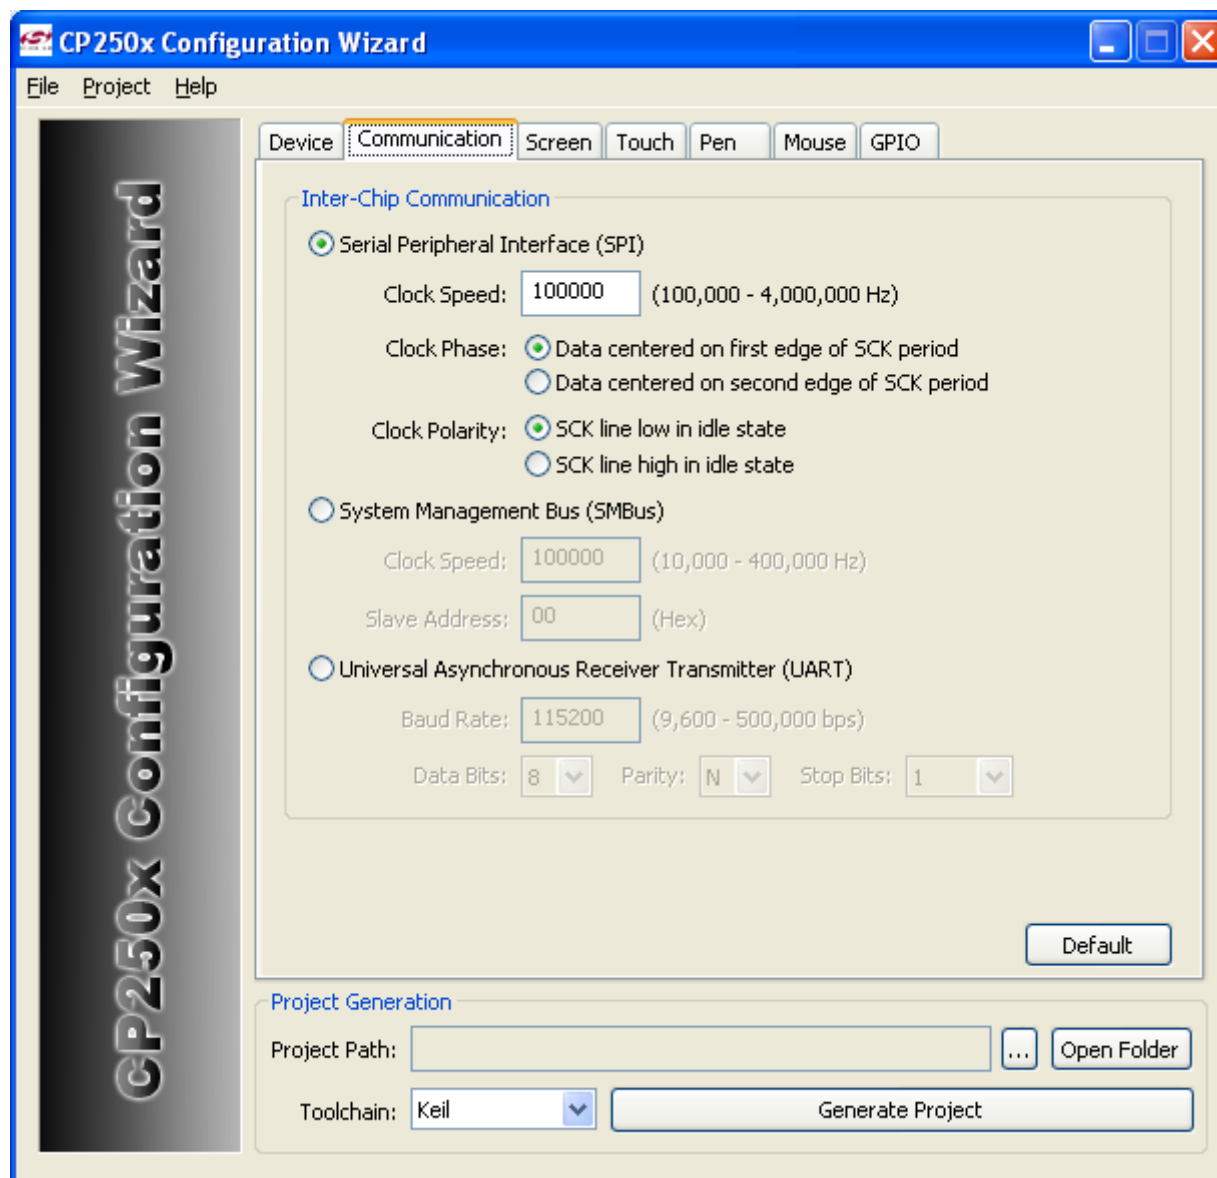 CP250x Configuration Wizard
File Project Help
CP250x Configuration Wizard
Device Communication Screen Touch Pen Mouse GPIO
Inter-Chip Communication
Serial Peripheral Interface (SPI)
Clock Speed: 100000 (100,000 - 4,000,000 Hz)
Clock Phase: Data centered on first edge of SCK period
Data centered on second edge of SCK period
Clock Polarity: SCK line low in idle state
SCK line high in idle state
System Management Bus (SMBus)
Clock Speed: 100000 (10,000 - 400,000 Hz)
Slave Address: 00 (Hex)
Universal Asynchronous Receiver Transmitter (UART)
Baud Rate: 115200 (9,600 - 500,000 bps)
Data Bits: 8 Parity: N Stop Bits: 1
Default
Project Generation
Project Path: ... Open Folder
Toolchain: Keil Generate Project